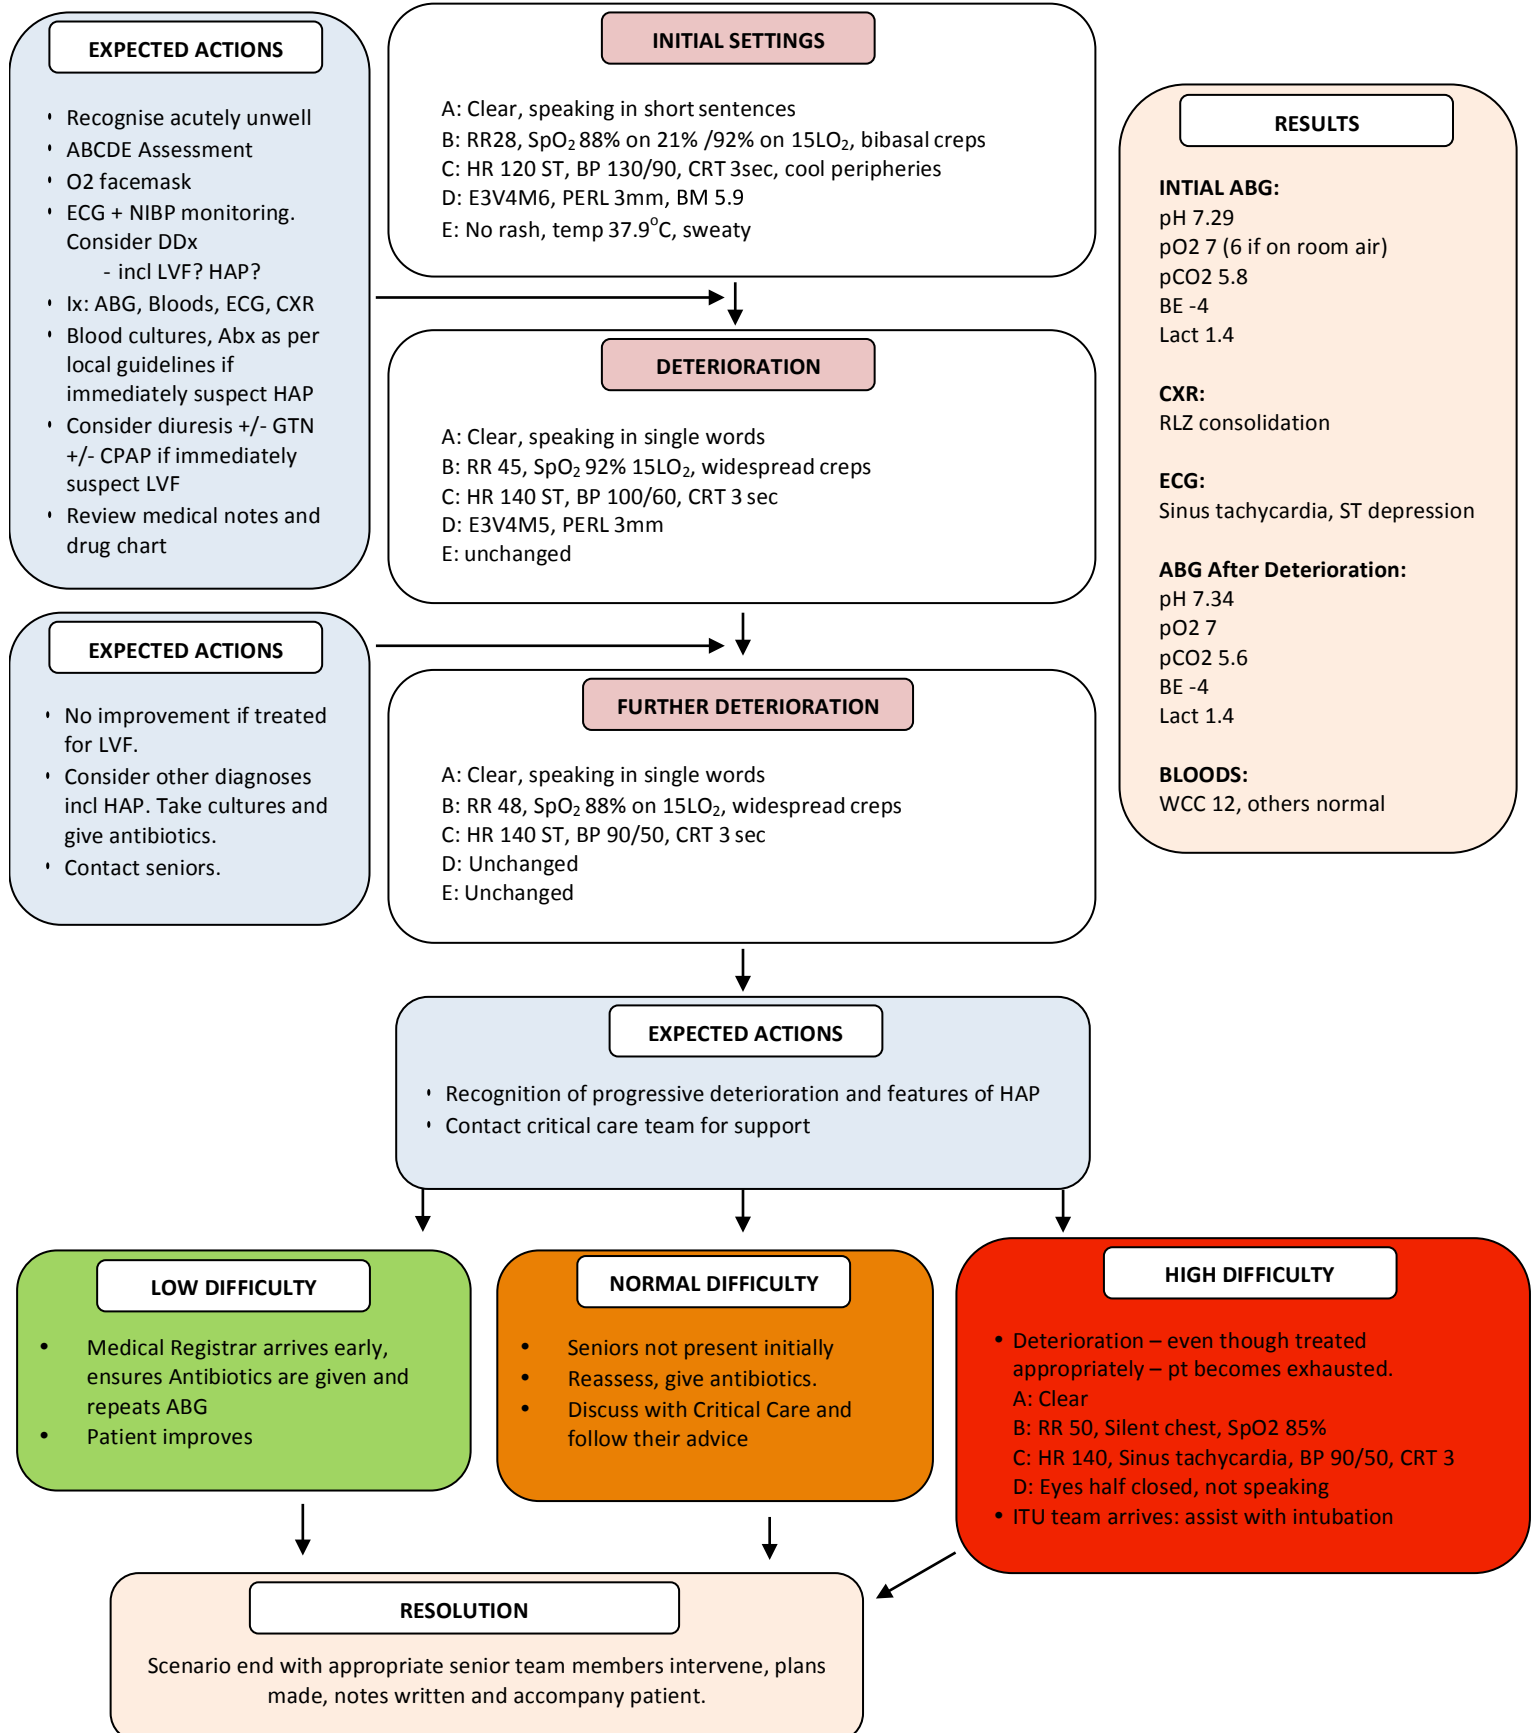 EXPECTED ACTIONS
• Recognise acutely unwell
• ABCDE Assessment
• O2 facemask
• ECG + NIBP monitoring.
Consider DDx
- incl LVF? HAP?
• Ix: ABG, Bloods, ECG, CXR
• Blood cultures, Abx as per
local guidelines if
immediately suspect HAP
• Consider diuresis +/- GTN
+/- CPAP if immediately
suspect LVF
• Review medical notes and
drug chart
INITIAL SETTINGS
A: Clear, speaking in short sentences
B: RR28, SpO₂ 88% on 21% /92% on 15LO₂, bibasal creps
C: HR 120 ST, BP 130/90, CRT 3sec, cool peripheries
D: E3V4M6, PERL 3mm, BM 5.9
E: No rash, temp 37.9°C, sweaty
DETERIORATION
A: Clear, speaking in single words
B: RR 45, SpO₂ 92% 15LO₂, widespread creps
C: HR 140 ST, BP 100/60, CRT 3 sec
D: E3V4M5, PERL 3mm
E: unchanged
EXPECTED ACTIONS
• No improvement if treated
for LVF.
• Consider other diagnoses
incl HAP. Take cultures and
give antibiotics.
• Contact seniors.
FURTHER DETERIORATION
A: Clear, speaking in single words
B: RR 48, SpO₂ 88% on 15LO₂, widespread creps
C: HR 140 ST, BP 90/50, CRT 3 sec
D: Unchanged
E: Unchanged
RESULTS
INTIAL ABG:
pH 7.29
pO2 7 (6 if on room air)
pCO2 5.8
BE -4
Lact 1.4
CXR:
RLZ consolidation
ECG:
Sinus tachycardia, ST depression
ABG After Deterioration:
pH 7.34
pO2 7
pCO2 5.6
BE -4
Lact 1.4
BLOODS:
WCC 12, others normal
EXPECTED ACTIONS
• Recognition of progressive deterioration and features of HAP
• Contact critical care team for support
LOW DIFFICULTY
• Medical Registrar arrives early,
ensures Antibiotics are given and
repeats ABG
• Patient improves
NORMAL DIFFICULTY
• Seniors not present initially
• Reassess, give antibiotics.
• Discuss with Critical Care and
follow their advice
HIGH DIFFICULTY
• Deterioration – even though treated
appropriately – pt becomes exhausted.
A: Clear
B: RR 50, Silent chest, SpO2 85%
C: HR 140, Sinus tachycardia, BP 90/50, CRT 3
D: Eyes half closed, not speaking
• ITU team arrives: assist with intubation
RESOLUTION
Scenario end with appropriate senior team members intervene, plans
made, notes written and accompany patient.